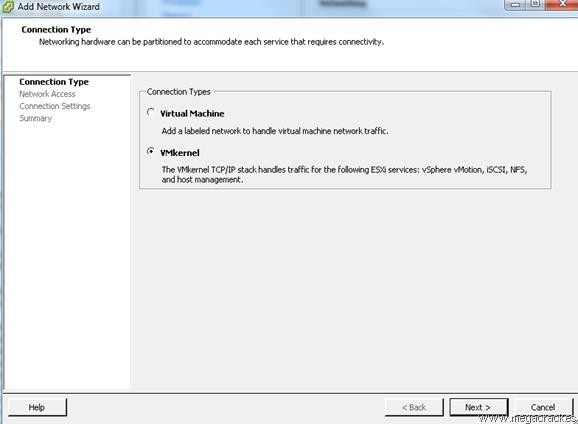 Add Network Wizard
Connection Type
Networking hardware can be partitioned to accommodate each service that requires connectivity.
Connection Type
Network Access
Connection Settings
Summary
Connection Types
Virtual Machine
Add a labeled network to handle virtual machine network traffic.
VMkernel
The VMkernel TCP/IP stack handles traffic for the following ESXi services: vSphere vMotion, iSCSI, NFS,
and host management.
Help
< Back
Next >
Cancel
www.megacrack.es